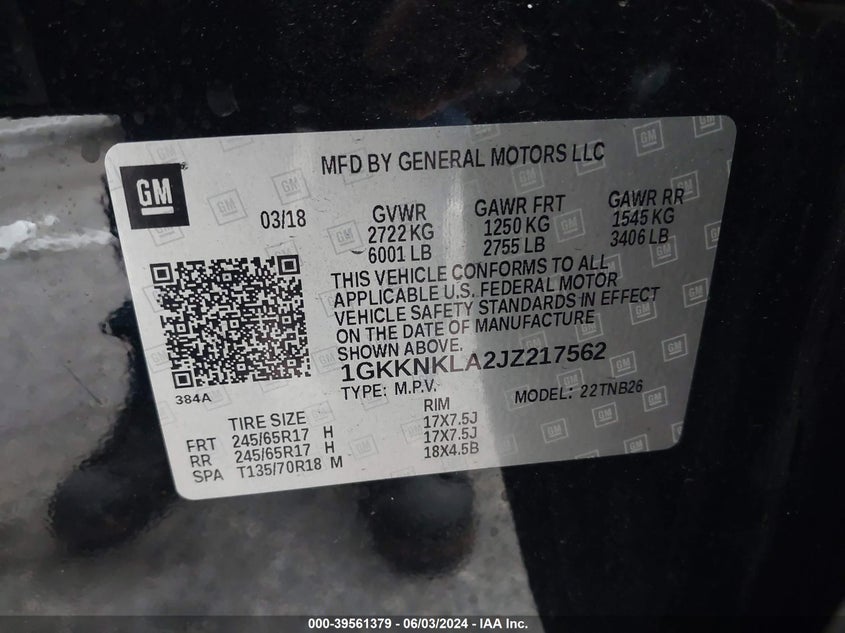 GM
MFD BY GENERAL MOTORS LLC
03/18
GVWR
2722 KG
6001 LB
GAWR FRT
1250 KG
2755 LB
GAWR RR
1545 KG
3406 LB
THIS VEHICLE CONFORMS TO ALL
APPLICABLE U.S. FEDERAL MOTOR
VEHICLE SAFETY STANDARDS IN EFFECT
ON THE DATE OF MANUFACTURE
SHOWN ABOVE.
1GKKNKLA2JZ217562
384A
TYPE: M.P.V.
MODEL: 22TNB26
TIRE SIZE RIM
FRT 245/65R17 H 17X7.5J
RR 245/65R17 H 17X7.5J
SPA T135/70R18 M 18X4.5B
000-39561379 - 06/03/2024 - IAA Inc.